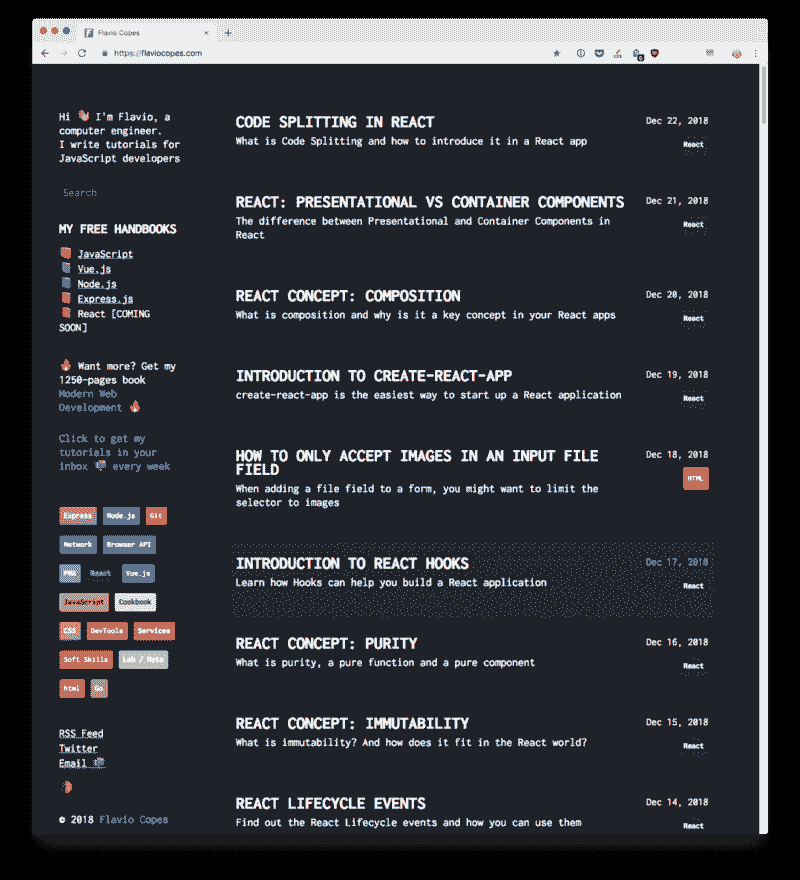 Flavio Copes
https://flaviocopes.com
Hi 👋 I'm Flavio, a
computer engineer.
I write tutorials for
JavaScript developers
Search
MY FREE HANDBOOKS
JavaScript
Vue.js
Node.js
Express.js
React [COMING
SOON]
Want more? Get my
1250-pages book
Modern Web
Development
Click to get my
tutorials in your
inbox 📬 every week
Express Node.js Git
Network Browser API
PWA React Vue.js
JavaScript Cookbook
CSS DevTools Services
Soft Skills Lab / Meta
html Go
RSS Feed
Twitter
Email
© 2018 Flavio Copes
CODE SPLITTING IN REACT
What is Code Splitting and how to introduce it in a React app
Dec 22, 2018
React
REACT: PRESENTATIONAL VS CONTAINER COMPONENTS
The difference between Presentational and Container Components in
React
Dec 21, 2018
React
REACT CONCEPT: COMPOSITION
What is composition and why is it a key concept in your React apps
Dec 20, 2018
React
INTRODUCTION TO CREATE-REACT-APP
create-react-app is the easiest way to start up a React application
Dec 19, 2018
React
HOW TO ONLY ACCEPT IMAGES IN AN INPUT FILE
FIELD
When adding a file field to a form, you might want to limit the
selector to images
Dec 18, 2018
HTML
INTRODUCTION TO REACT HOOKS
Learn how Hooks can help you build a React application
Dec 17, 2018
React
REACT CONCEPT: PURITY
What is purity, a pure function and a pure component
Dec 16, 2018
React
REACT CONCEPT: IMMUTABILITY
What is immutability? And how does it fit in the React world?
Dec 15, 2018
React
REACT LIFECYCLE EVENTS
Find out the React Lifecycle events and how you can use them
Dec 14, 2018
React